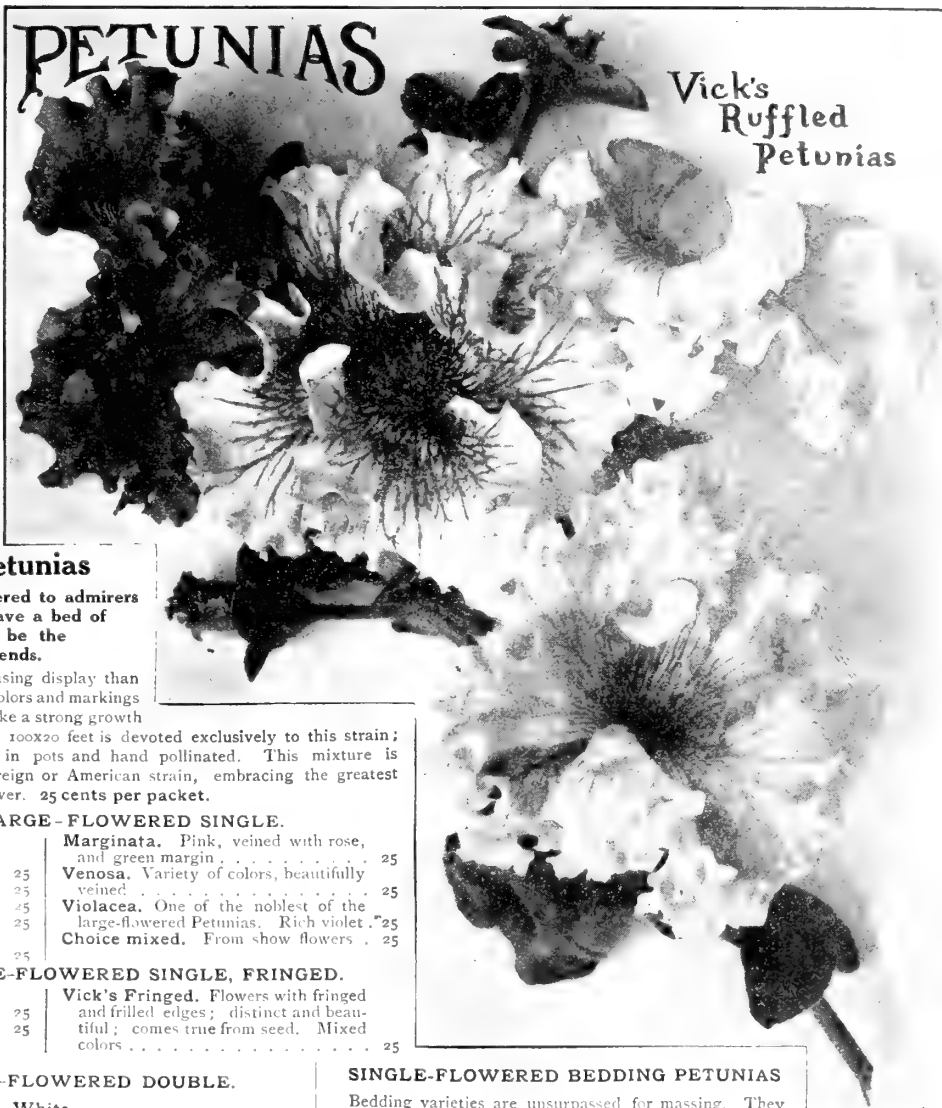 PETUNIAS
Vick's
Ruffled
Petunias
etunias
ered to admirers
ave a bed of
be the
ends.
sing display than
olors and markings
ke a strong growth
100x20 feet is devoted exclusively to this strain;
in pots and hand pollinated. This mixture is
reign or American strain, embracing the greatest
ver. 25 cents per packet.
ARGE-FLOWERED SINGLE.
25
25
25
25
25
Marginata. Pink, veined with rose,
and green margin . . . . . . . . . . 25
Venosa. Variety of colors, beautifully
veined . . . . . . . . . . . . . . . . 25
Violacea. One of the noblest of the
large-flowered Petunias. Rich violet . 25
Choice mixed. From show flowers . 25
E-FLOWERED SINGLE, FRINGED.
25
25
Vick's Fringed. Flowers with fringed
and frilled edges; distinct and beau-
tiful; comes true from seed. Mixed
colors . . . . . . . . . . . . . . . . 25
-FLOWERED DOUBLE.
White
SINGLE-FLOWERED BEDDING PETUNIAS
Bedding varieties are unsurpassed for massing. They